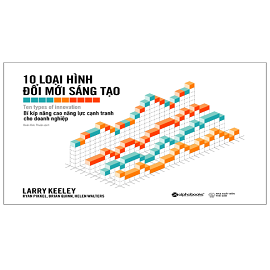 10 LOẠI HÌNH
ĐỔI MỚI SÁNG TẠO
Ten types of innovation
Bí kíp nâng cao năng lực cạnh tranh
cho doanh nghiệp
LARRY KEELEY
RYAN PIKKEL, BRIAN QUINN, HELEN WALTERS
alphabooks